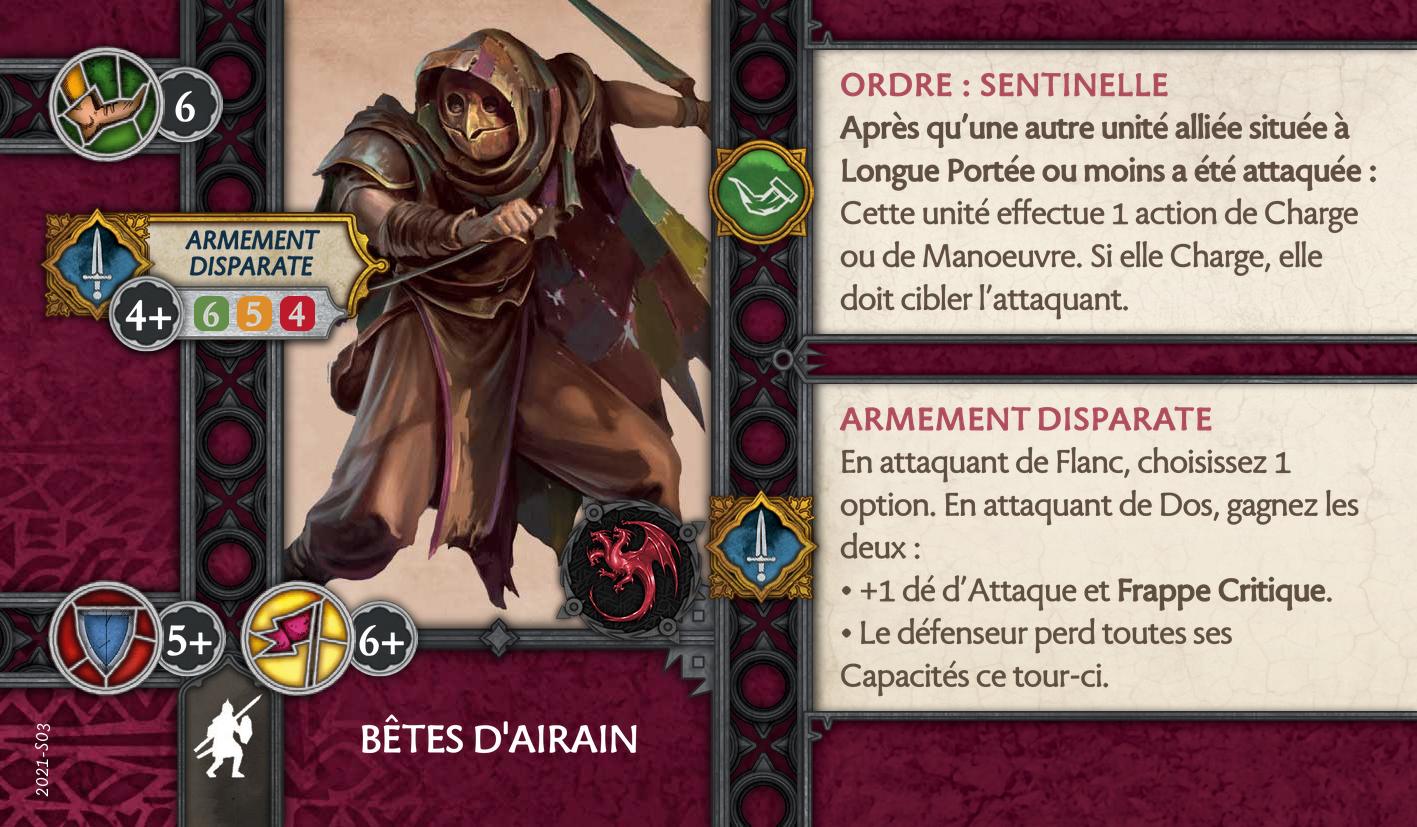 6
ARMEMENT
DISPARATE
4+ 6 5 4
5+
6+
BÊTES D'AIRAIN
2021-S03
ORDRE : SENTINELLE
Après qu’une autre unité alliée située à
Longue Portée ou moins a été attaquée :
Cette unité effectue 1 action de Charge
ou de Manoeuvre. Si elle Charge, elle
doit cibler l’attaquant.
ARMEMENT DISPARATE
En attaquant de Flanc, choisissez 1
option. En attaquant de Dos, gagnez les
deux :
• +1 dé d’Attaque et Frappe Critique.
• Le défenseur perd toutes ses
Capacités ce tour-ci.